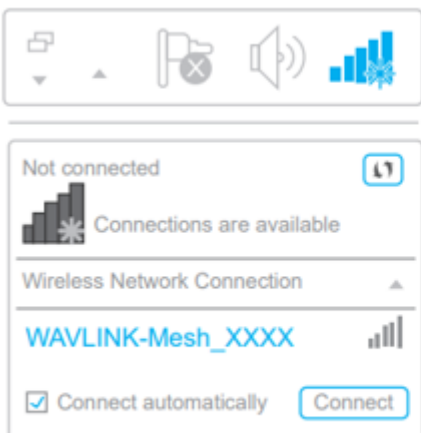 Not connected
Connections are available
Wireless Network Connection
WAVLINK-Mesh_XXXX
Connect automatically
Connect